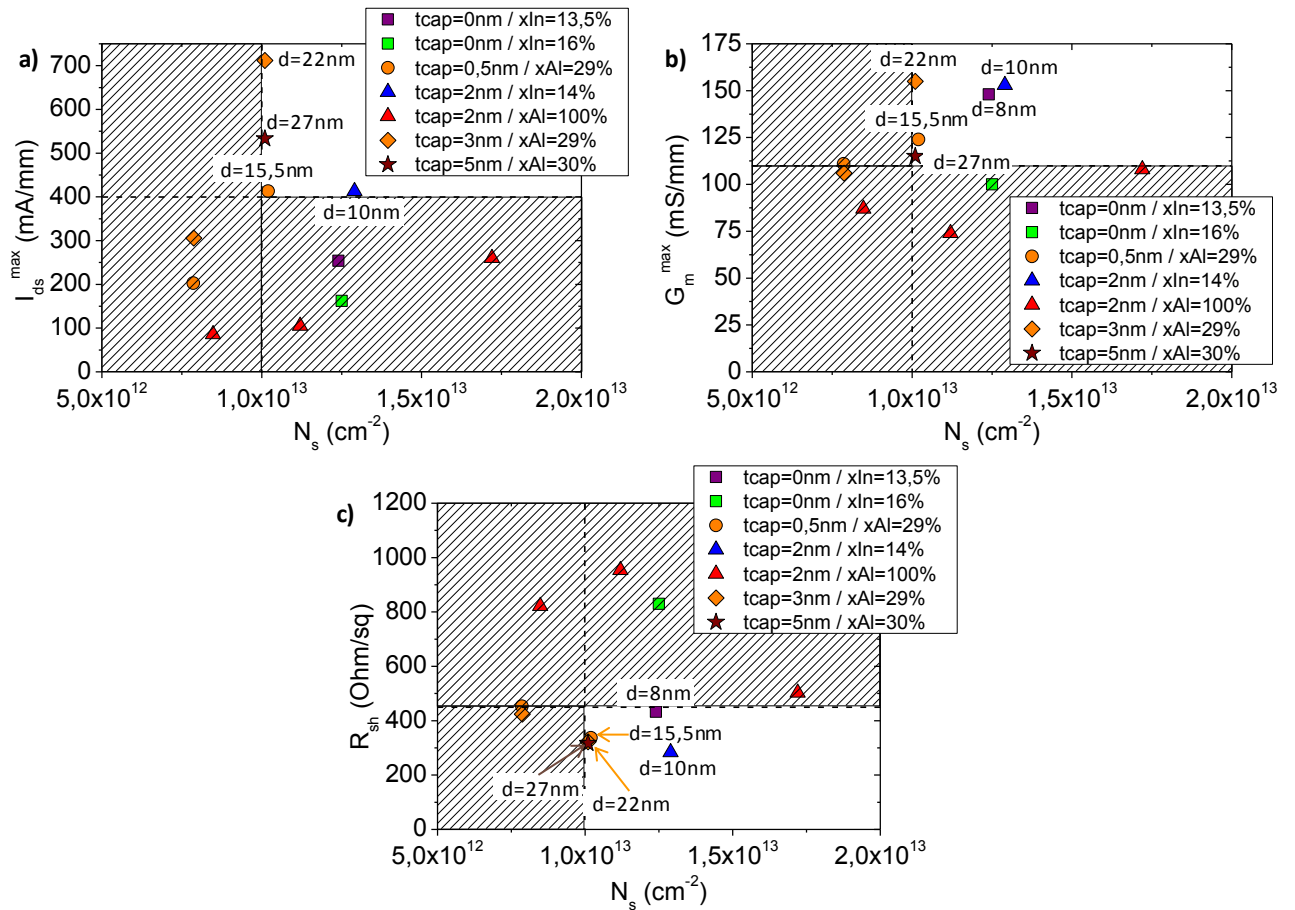 a)
tcap=0nm / xIn=13,5%
tcap=0nm / xIn=16%
tcap=0,5nm / xAl=29%
tcap=2nm / xIn=14%
tcap=2nm / xAl=100%
tcap=3nm / xAl=29%
tcap=5nm / xAl=30%
700
600
500
400
300
200
100
0
I_ds^max (mA/mm)
d=22nm
d=27nm
d=15,5nm
d=10nm
5,0x10^12
1,0x10^13
1,5x10^13
2,0x10^13
N_s (cm^-2)
b)
175
150
125
100
75
50
25
0
G_m^max (mS/mm)
d=22nm
d=10nm
d=8nm
d=15,5nm
d=27nm
tcap=0nm / xIn=13,5%
tcap=0nm / xIn=16%
tcap=0,5nm / xAl=29%
tcap=2nm / xIn=14%
tcap=2nm / xAl=100%
tcap=3nm / xAl=29%
tcap=5nm / xAl=30%
5,0x10^12
1,0x10^13
1,5x10^13
2,0x10^13
N_s (cm^-2)
c)
tcap=0nm / xIn=13,5%
tcap=0nm / xIn=16%
tcap=0,5nm / xAl=29%
tcap=2nm / xIn=14%
tcap=2nm / xAl=100%
tcap=3nm / xAl=29%
tcap=5nm / xAl=30%
1200
1000
800
600
400
200
0
R_sh (Ohm/sq)
d=8nm
d=15,5nm
d=10nm
d=27nm
d=22nm
5,0x10^12
1,0x10^13
1,5x10^13
2,0x10^13
N_s (cm^-2)